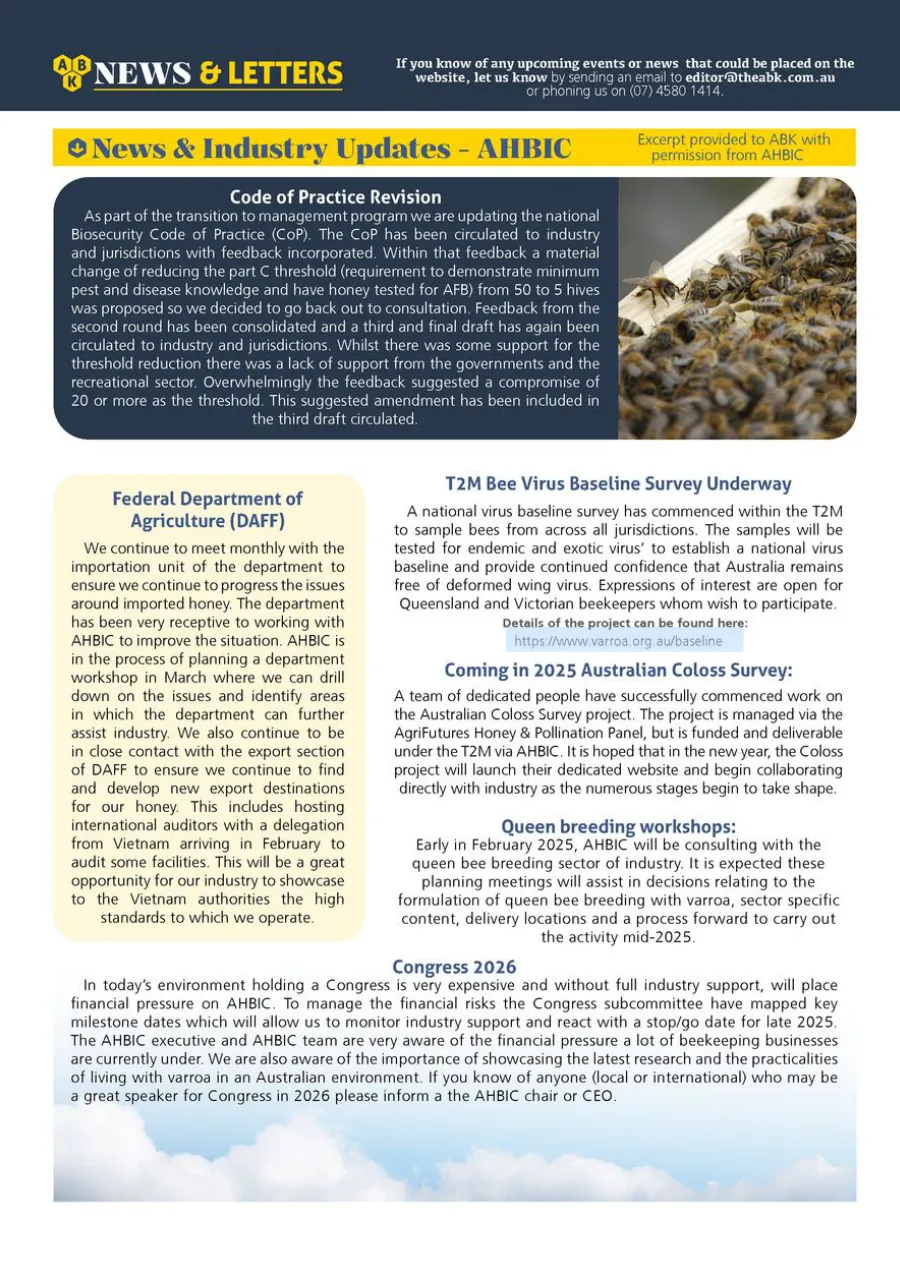 A B K
NEWS & LETTERS
If you know of any upcoming events or news that could be placed on the
website, let us know by sending an email to editor@theabk.com.au
or phoning us on (07) 4580 1414.
News & Industry Updates - AHBIC
Excerpt provided to ABK with
permission from AHBIC
Code of Practice Revision
As part of the transition to management program we are updating the national
Biosecurity Code of Practice (CoP). The CoP has been circulated to industry
and jurisdictions with feedback incorporated. Within that feedback a material
change of reducing the part C threshold (requirement to demonstrate minimum
pest and disease knowledge and have honey tested for AFB) from 50 to 5 hives
was proposed so we decided to go back out to consultation. Feedback from the
second round has been consolidated and a third and final draft has again been
circulated to industry and jurisdictions. Whilst there was some support for the
threshold reduction there was a lack of support from the governments and the
recreational sector. Overwhelmingly the feedback suggested a compromise of
20 or more as the threshold. This suggested amendment has been included in
the third draft circulated.
Federal Department of
Agriculture (DAFF)
We continue to meet monthly with the
importation unit of the department to
ensure we continue to progress the issues
around imported honey. The department
has been very receptive to working with
AHBIC to improve the situation. AHBIC is
in the process of planning a department
workshop in March where we can drill
down on the issues and identify areas
in which the department can further
assist industry. We also continue to be
in close contact with the export section
of DAFF to ensure we continue to find
and develop new export destinations
for our honey. This includes hosting
international auditors with a delegation
from Vietnam arriving in February to
audit some facilities. This will be a great
opportunity for our industry to showcase
to the Vietnam authorities the high
standards to which we operate.
T2M Bee Virus Baseline Survey Underway
A national virus baseline survey has commenced within the T2M
to sample bees from across all jurisdictions. The samples will be
tested for endemic and exotic virus’ to establish a national virus
baseline and provide continued confidence that Australia remains
free of deformed wing virus. Expressions of interest are open for
Queensland and Victorian beekeepers whom wish to participate.
Details of the project can be found here:
https://www.varroa.org.au/baseline
Coming in 2025 Australian Coloss Survey:
A team of dedicated people have successfully commenced work on
the Australian Coloss Survey project. The project is managed via the
AgriFutures Honey & Pollination Panel, but is funded and deliverable
under the T2M via AHBIC. It is hoped that in the new year, the Coloss
project will launch their dedicated website and begin collaborating
directly with industry as the numerous stages begin to take shape.
Queen breeding workshops:
Early in February 2025, AHBIC will be consulting with the
queen bee breeding sector of industry. It is expected these
planning meetings will assist in decisions relating to the
formulation of queen bee breeding with varroa, sector specific
content, delivery locations and a process forward to carry out
the activity mid-2025.
Congress 2026
In today’s environment holding a Congress is very expensive and without full industry support, will place
financial pressure on AHBIC. To manage the financial risks the Congress subcommittee have mapped key
milestone dates which will allow us to monitor industry support and react with a stop/go date for late 2025.
The AHBIC executive and AHBIC team are very aware of the financial pressure a lot of beekeeping businesses
are currently under. We are also aware of the importance of showcasing the latest research and the practicalities
of living with varroa in an Australian environment. If you know of anyone (local or international) who may be
a great speaker for Congress in 2026 please inform a the AHBIC chair or CEO.